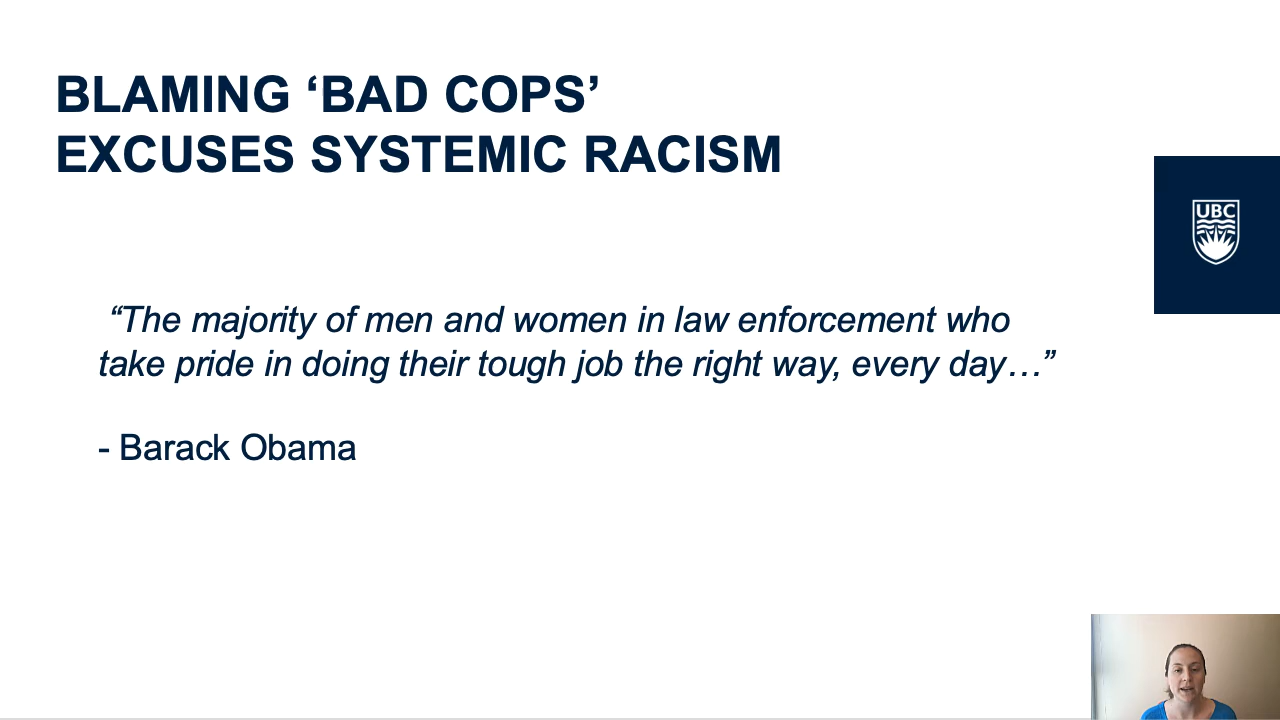 BLAMING ‘BAD COPS’
EXCUSES SYSTEMIC RACISM
UBC
“The majority of men and women in law enforcement who
take pride in doing their tough job the right way, every day…”
- Barack Obama